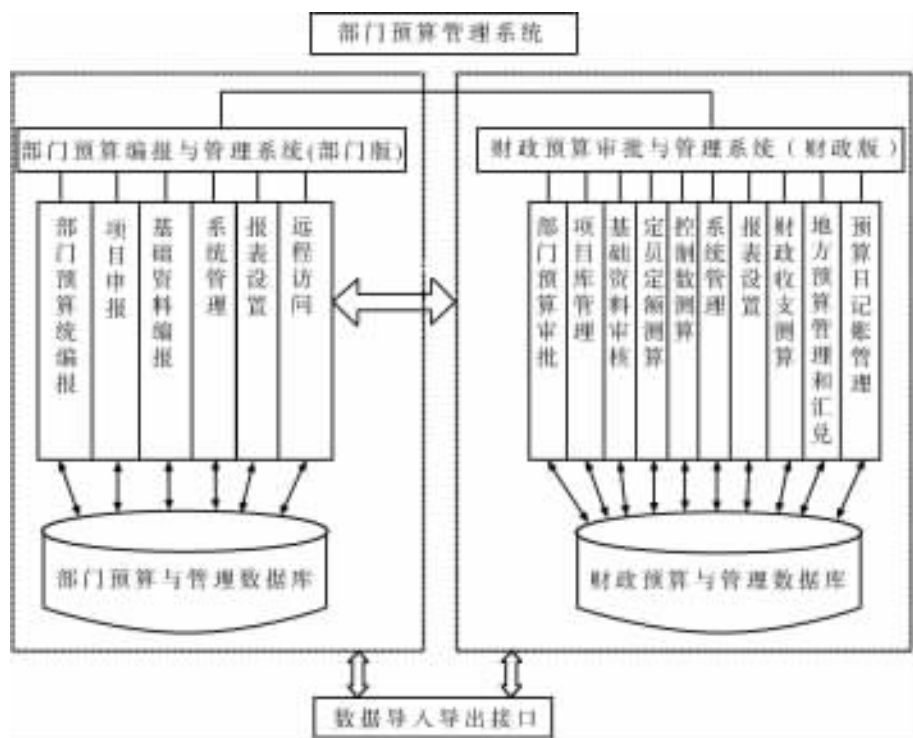 部门预算管理系统
部门预算编报与管理系统(部门版)
财政预算审批与管理系统(财政版)
部门预算统编报
项目申报
基础资料编报
系统管理
报表设置
远程访问
部门预算审批
项目库管理
基础资料审核
定员定额测算
控制数测算
系统管理
报表设置
财政收支测算
地方预算管理和汇兑
预算日记账管理
部门预算与管理数据库
财政预算与管理数据库
数据导入导出接口